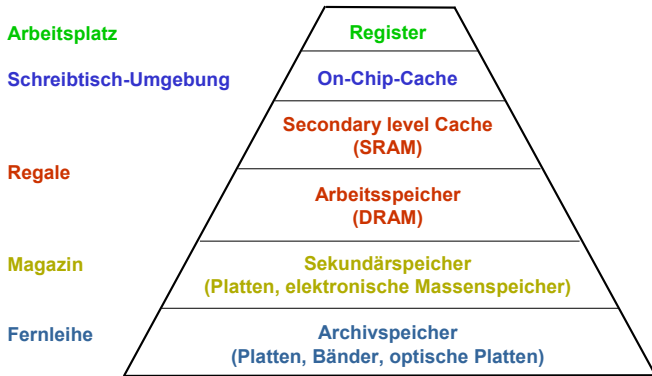 Arbeitsplatz
Register
Schreibtisch-Umgebung
On-Chip-Cache
Secondary level Cache
(SRAM)
Regale
Arbeitsspeicher
(DRAM)
Magazin
Sekundärspeicher
(Platten, elektronische Massenspeicher)
Fernleihe
Archivspeicher
(Platten, Bänder, optische Platten)